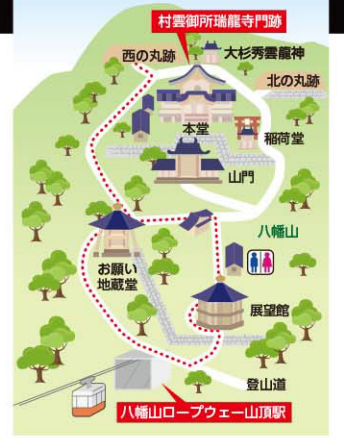 村雲御所瑞龍寺門跡
西の丸跡
大杉秀雲龍神
北の丸跡
本堂
稲荷堂
山門
八幡山
お願い
地蔵堂
展望館
登山道
八幡山ロープウェー山頂駅